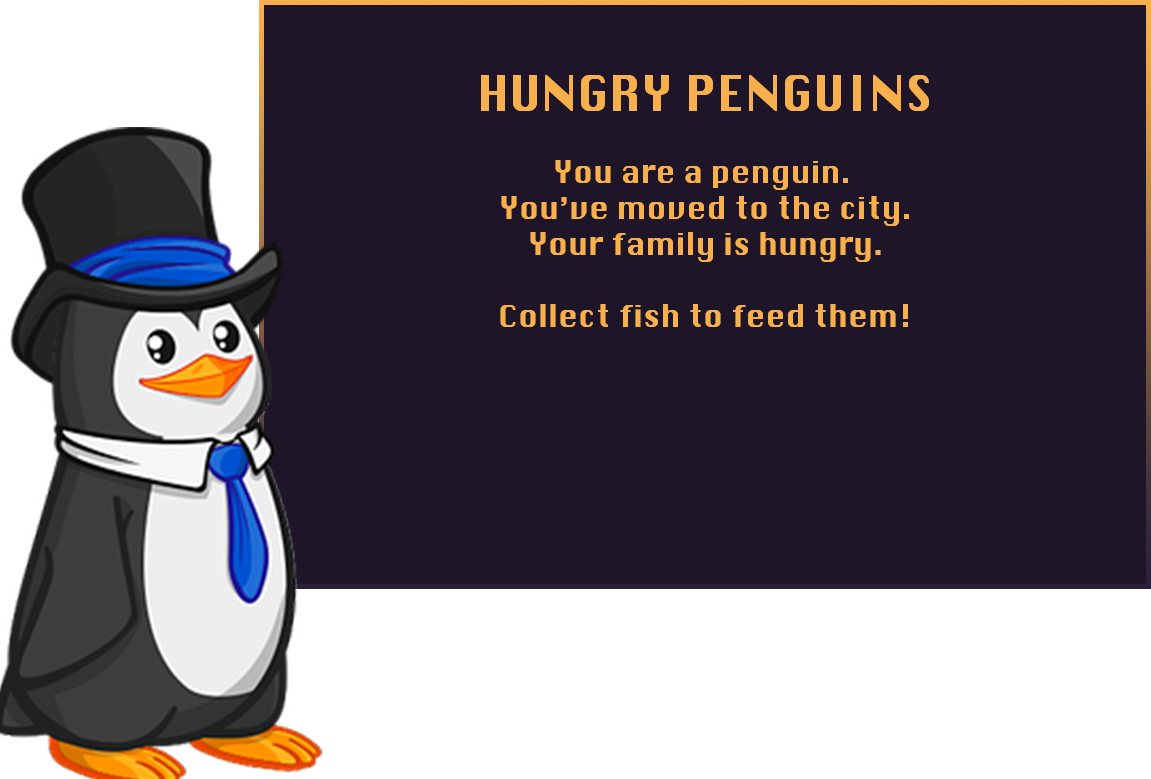 HUNGRY PENGUINS
You are a penguin.
You've moved to the city.
Your family is hungry.
Collect fish to feed them!